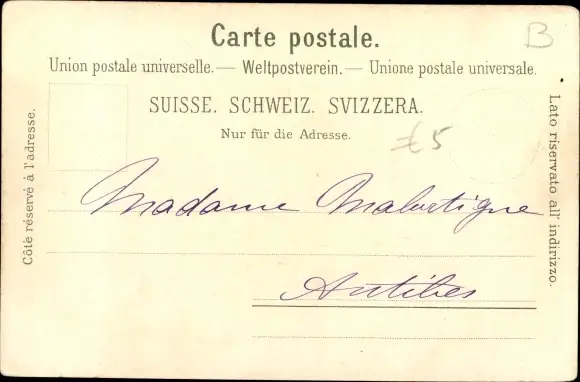 B
Carte postale.
Union postale universelle. — Weltpostverein. — Unione postale universale.
SUISSE. SCHWEIZ. SVIZZERA.
Nur für die Adresse.
£5
Côté réservé à l'adresse.
Lato riservato all' indirizzo.
Madame Malartigue
Antibes